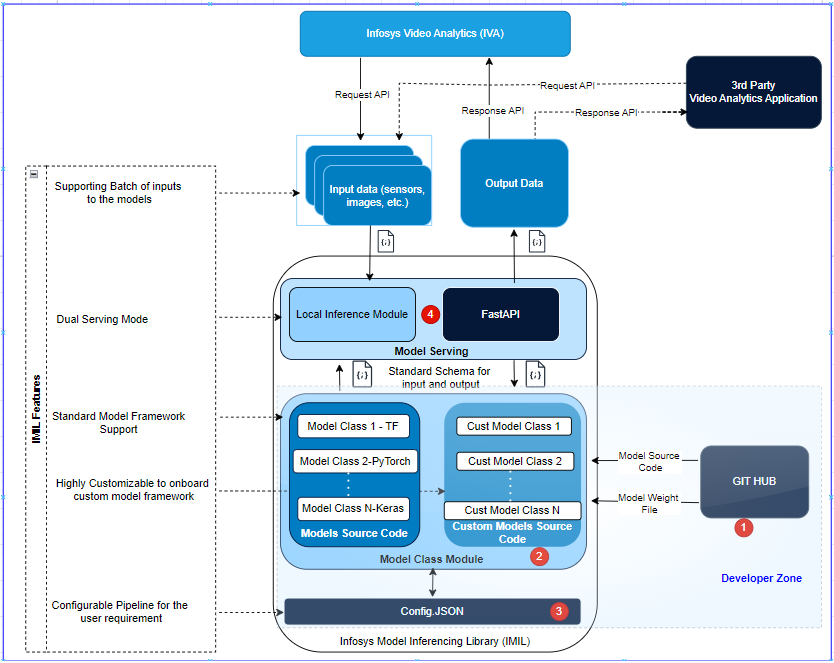 Infosys Video Analytics (IVA)
3rd Party
Video Analytics Application
Request API
Request API
Response API
Response API
Input data (sensors,
images, etc.)
Output Data
{;}
{;}
IMIL Features
Supporting Batch of inputs
to the models
Dual Serving Mode
Standard Model Framework
Support
Highly Customizable to onboard
custom model framework
Configurable Pipeline for the
user requirement
Local Inference Module
4
FastAPI
Model Serving
{;}
Standard Schema for
input and output
{;}
Model Class 1 - TF
Model Class 2-PyTorch
Model Class N-Keras
Models Source Code
Cust Model Class 1
Cust Model Class 2
Cust Model Class N
Custom Models Source
Code
Model Class Module
2
Model Source
Code
Model Weight
File
GIT HUB
1
Developer Zone
Config.JSON
3
Infosys Model Inferencing Library (IMIL)